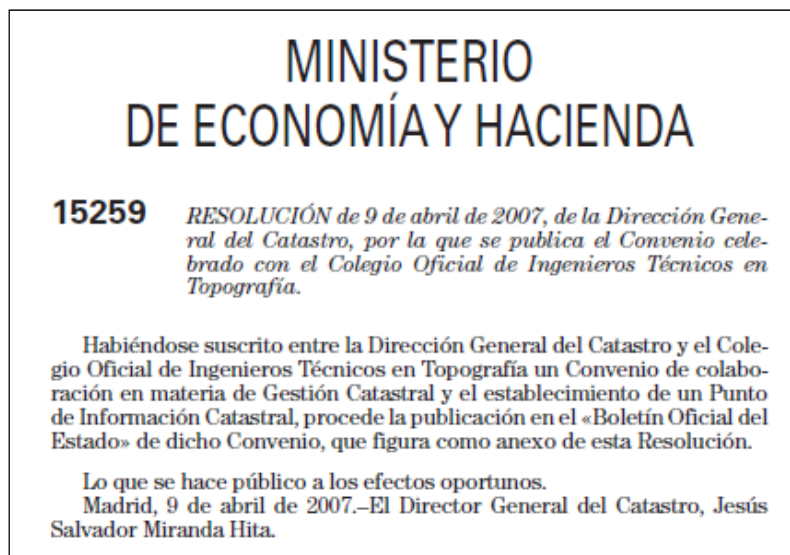 MINISTERIO
DE ECONOMÍA Y HACIENDA
15259 RESOLUCIÓN de 9 de abril de 2007, de la Dirección Gene-
ral del Catastro, por la que se publica el Convenio cele-
brado con el Colegio Oficial de Ingenieros Técnicos en
Topografía.
Habiéndose suscrito entre la Dirección General del Catastro y el Cole-
gio Oficial de Ingenieros Técnicos en Topografía un Convenio de colabo-
ración en materia de Gestión Catastral y el establecimiento de un Punto
de Información Catastral, procede la publicación en el «Boletín Oficial del
Estado» de dicho Convenio, que figura como anexo de esta Resolución.
Lo que se hace público a los efectos oportunos.
Madrid, 9 de abril de 2007.–El Director General del Catastro, Jesús
Salvador Miranda Hita.